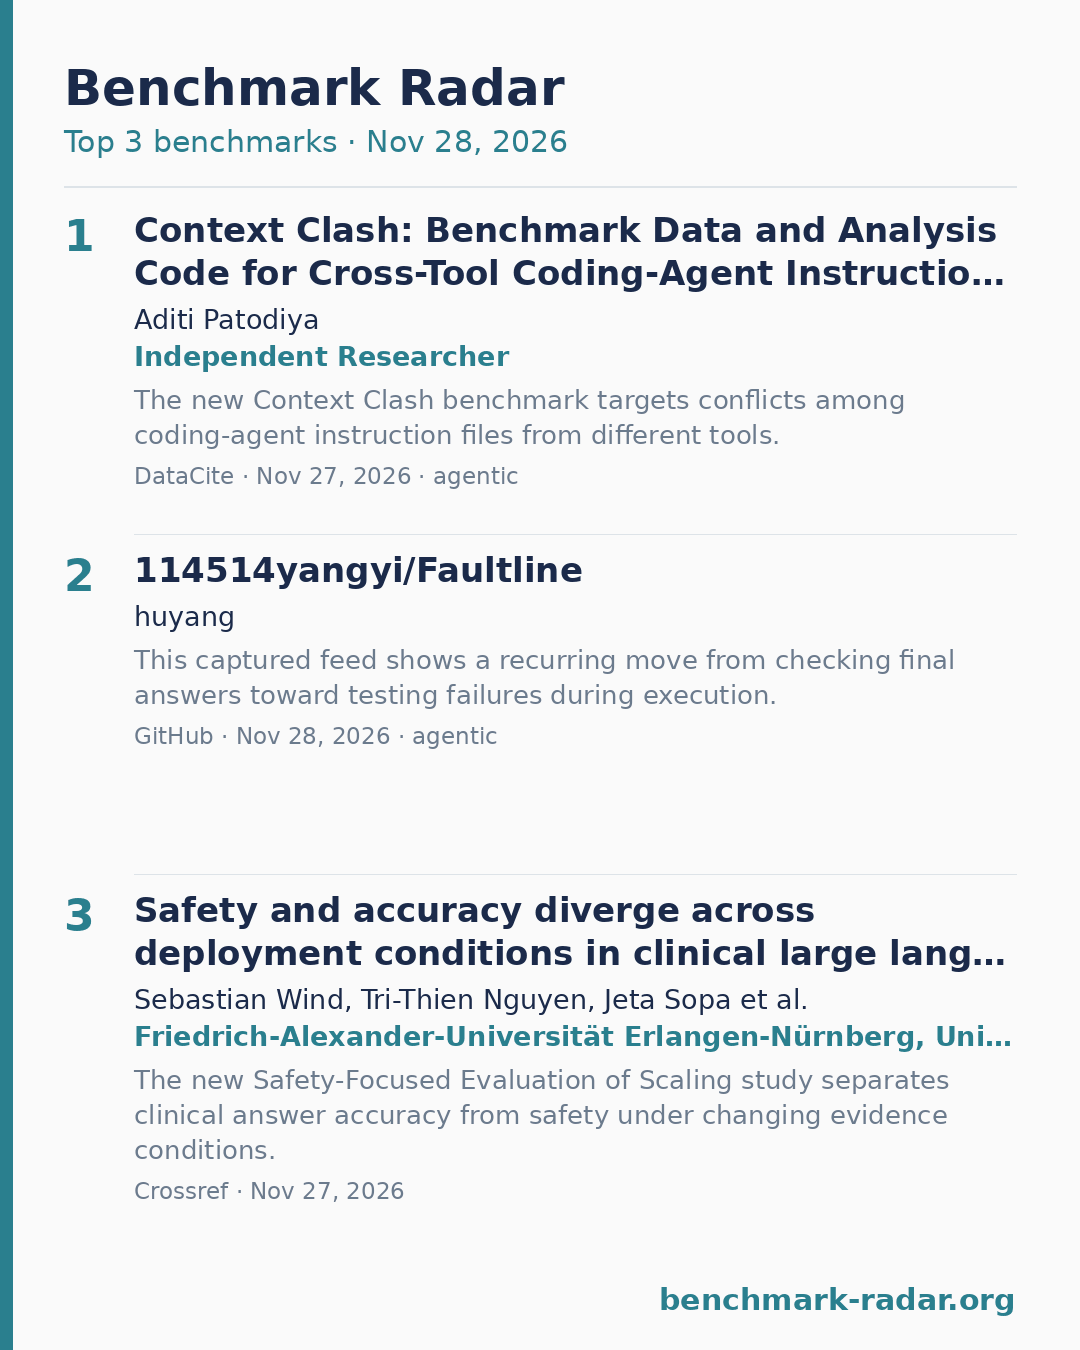 Benchmark Radar
Top 3 benchmarks · Nov 28, 2026
1
Context Clash: Benchmark Data and Analysis
Code for Cross-Tool Coding-Agent Instructio…
Aditi Patodiya
Independent Researcher
The new Context Clash benchmark targets conflicts among
coding-agent instruction files from different tools.
DataCite · Nov 27, 2026 · agentic
2
114514yangyi/Faultline
huyang
This captured feed shows a recurring move from checking final
answers toward testing failures during execution.
GitHub · Nov 28, 2026 · agentic
3
Safety and accuracy diverge across
deployment conditions in clinical large lang…
Sebastian Wind, Tri-Thien Nguyen, Jeta Sopa et al.
Friedrich-Alexander-Universität Erlangen-Nürnberg, Uni…
The new Safety-Focused Evaluation of Scaling study separates
clinical answer accuracy from safety under changing evidence
conditions.
Crossref · Nov 27, 2026
benchmark-radar.org